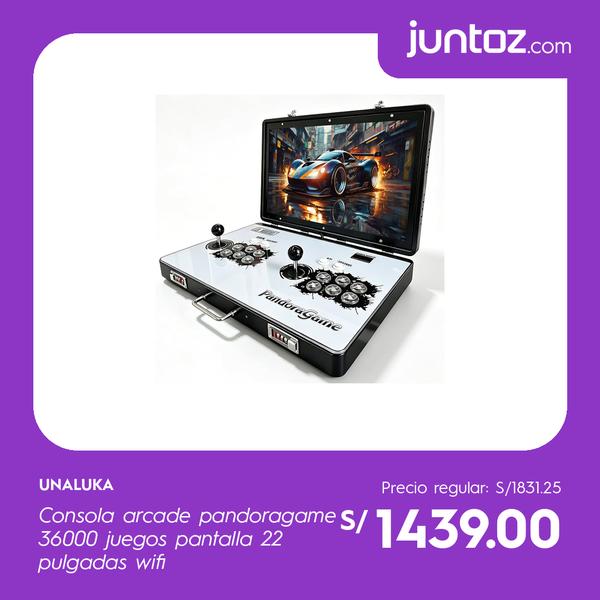 juntoz.com
PandoraGame
UNALUKA
Precio regular: S/1831.25
Consola arcade pandoragame
36000 juegos pantalla 22
pulgadas wifi
S/ 1439.00